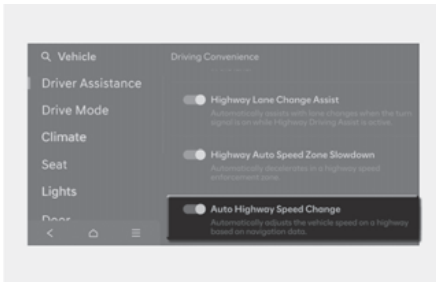 Vehicle
Driving Convenience
Driver Assistance
Drive Mode
Climate
Seat
Lights
Door
Highway Lane Change Assist
Automatically assists with lane changes when the turn
signal is on while Highway Driving Assist is active.
Highway Auto Speed Zone Slowdown
Automatically decelerates in a highway speed
enforcement zone.
Auto Highway Speed Change
Automatically adjusts the vehicle speed on a highway
based on navigation data.